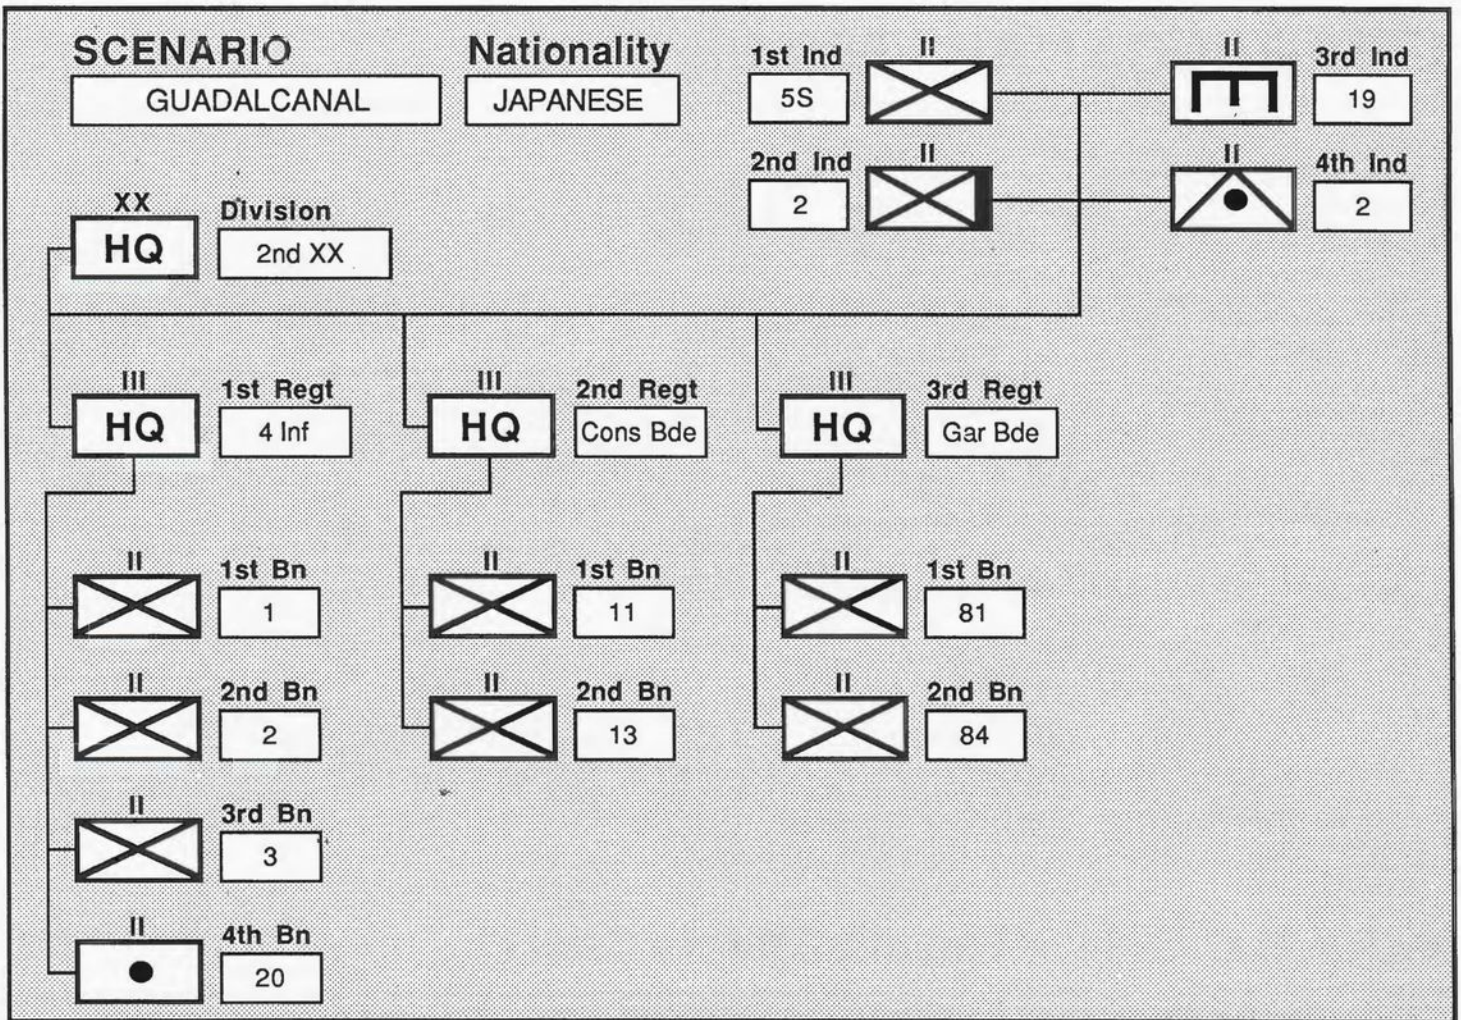 SCENARIO
GUADALCANAL
Nationality
JAPANESE
1st Ind
5S
II
II
3rd Ind
19
2nd Ind
2
II
II
4th Ind
2
XX
HQ
Division
2nd XX
III
HQ
1st Regt
4 Inf
III
HQ
2nd Regt
Cons Bde
III
HQ
3rd Regt
Gar Bde
II
1st Bn
1
II
1st Bn
11
II
1st Bn
81
II
2nd Bn
2
II
2nd Bn
13
II
2nd Bn
84
II
3rd Bn
3
II
4th Bn
20